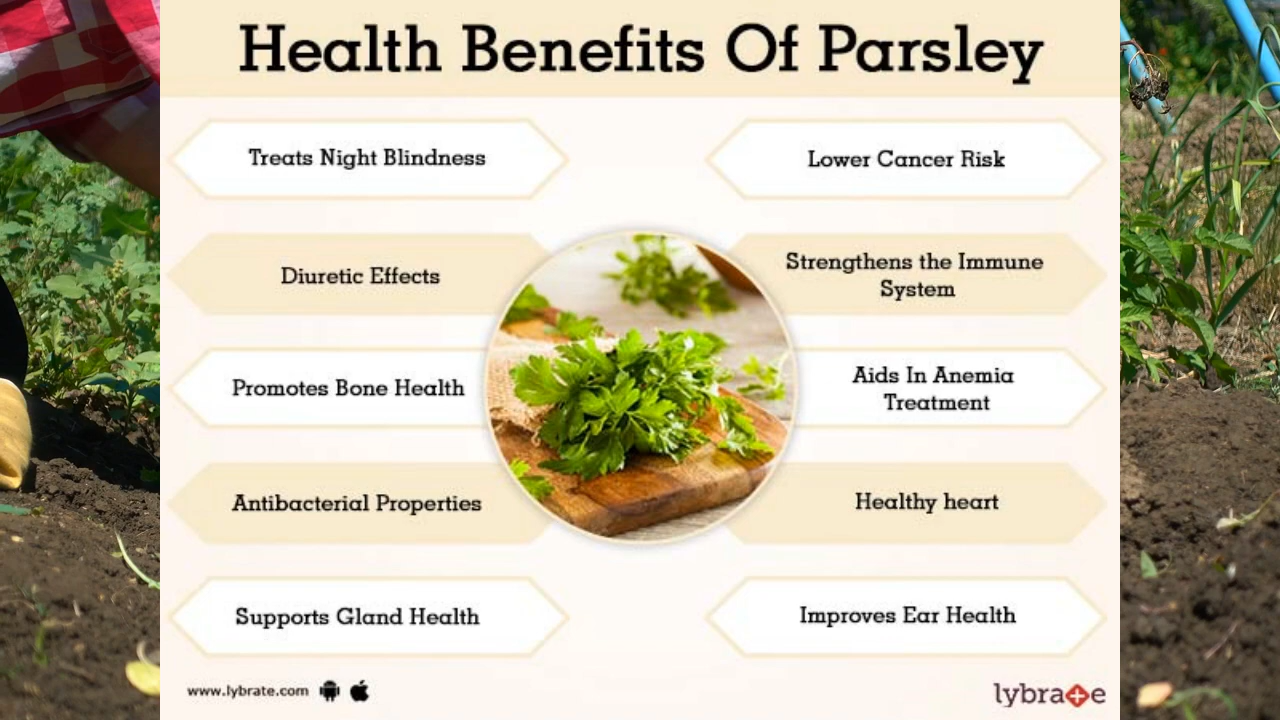 Health Benefits Of Parsley
Treats Night Blindness
Lower Cancer Risk
Diuretic Effects
Strengthens the Immune
System
Promotes Bone Health
Aids In Anemia
Treatment
Antibacterial Properties
Healthy heart
Supports Gland Health
Improves Ear Health
www.lybrate.com
lybrate